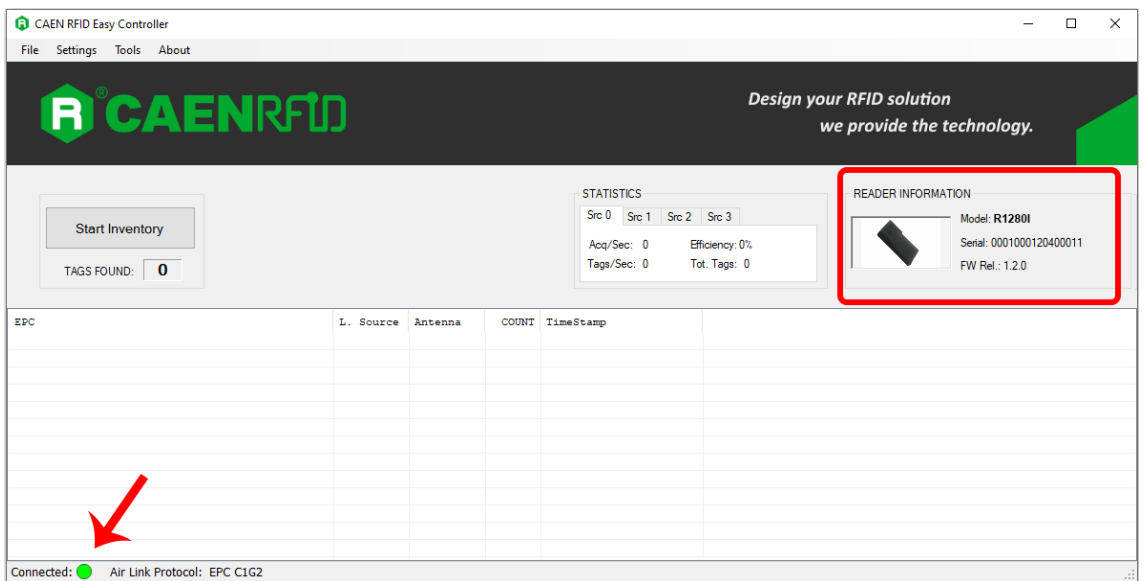 CAEN RFID Easy Controller
File Settings Tools About
R®CAENRFID
Design your RFID solution
we provide the technology.
Start Inventory
TAGS FOUND: 0
STATISTICS
Src 0 Src 1 Src 2 Src 3
Acq/Sec: 0 Efficiency: 0%
Tags/Sec: 0 Tot. Tags: 0
READER INFORMATION
Model: R1280I
Serial: 0001000120400011
FW Rel.: 1.2.0
EPC L. Source Antenna COUNT TimeStamp
Connected: Air Link Protocol: EPC C1G2